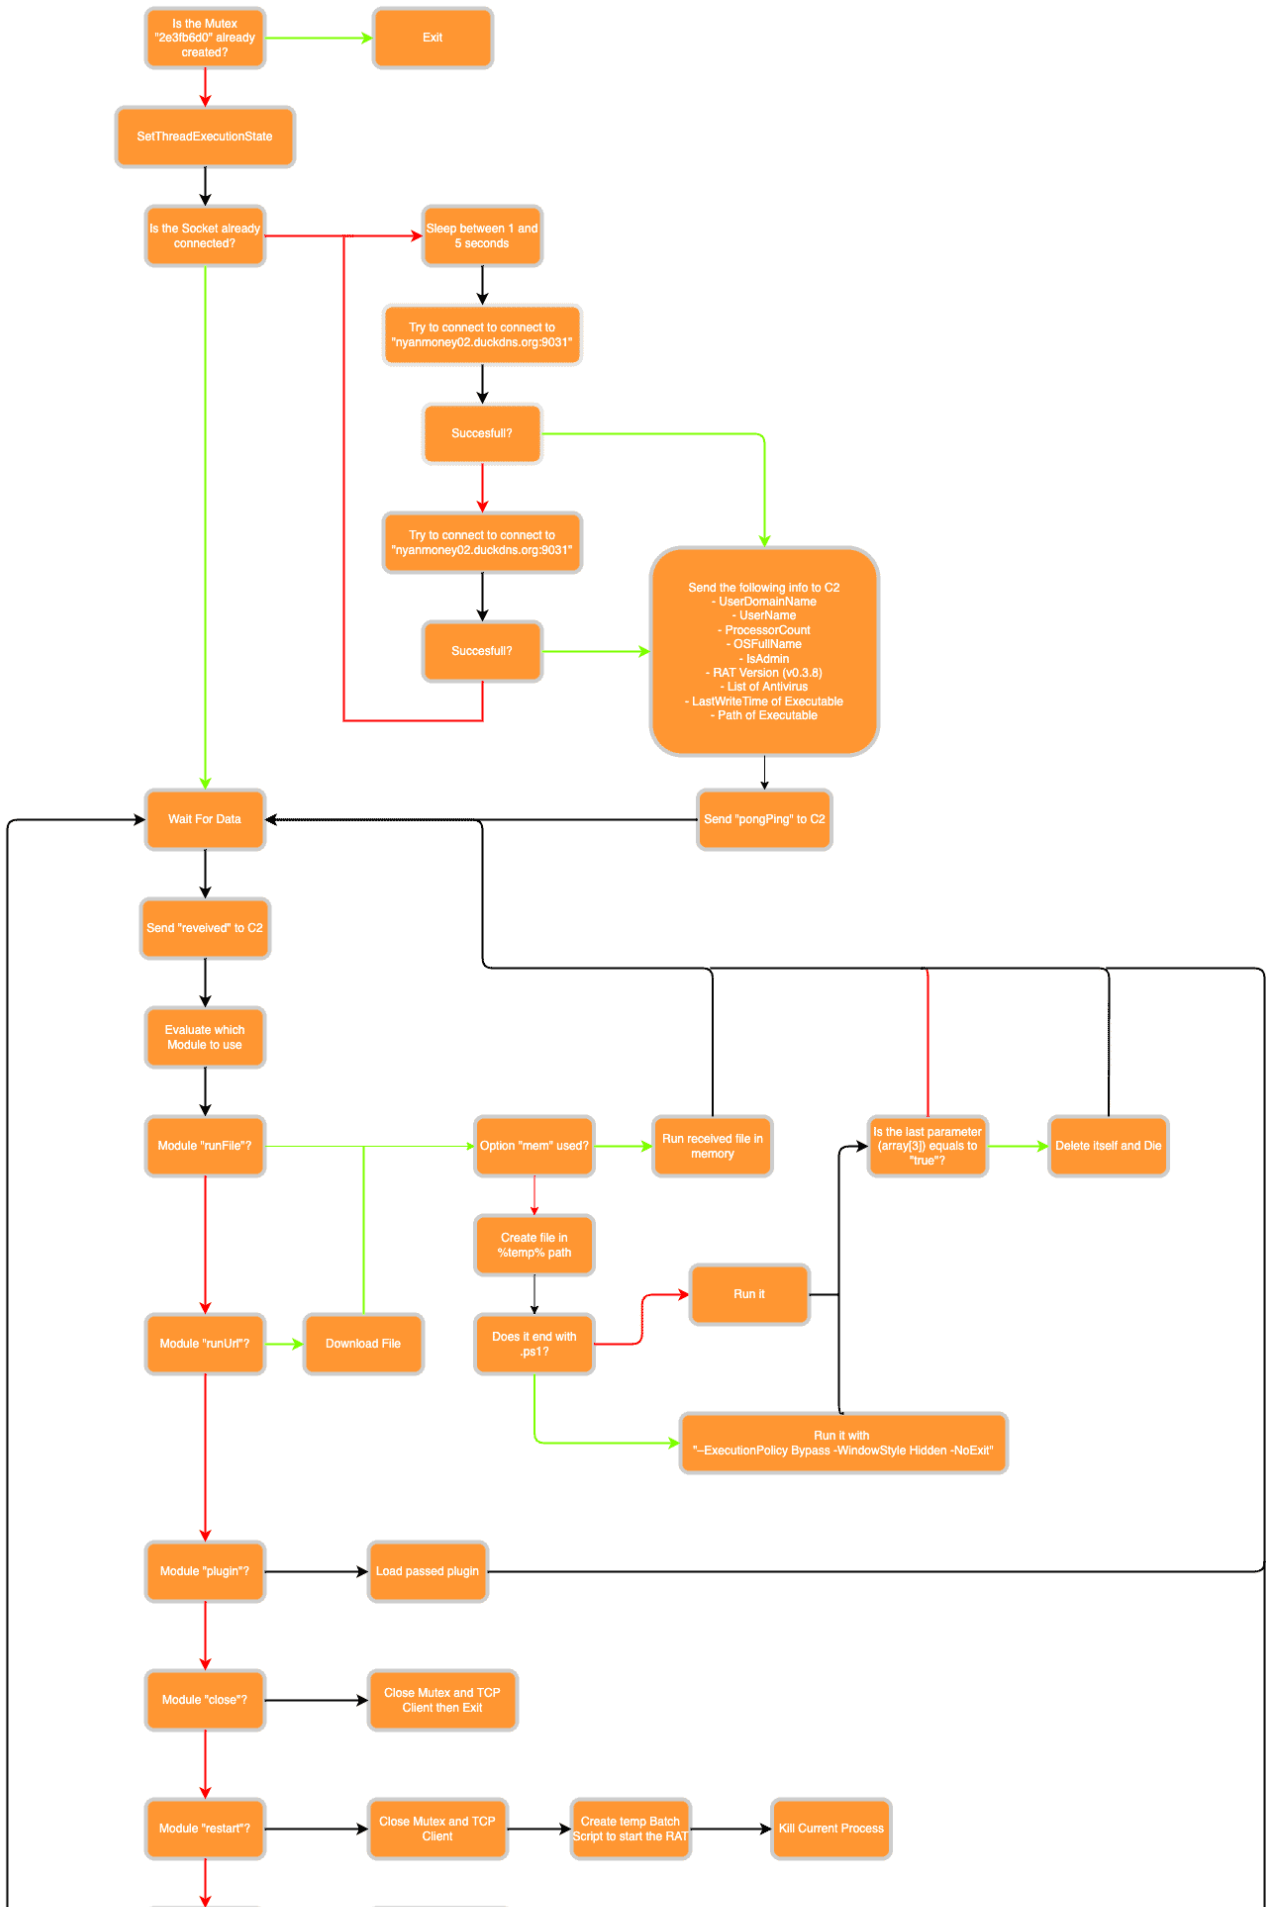 Is the Mutex
"2e3fb6d0" already
created?
Exit
SetThreadExecutionState
Is the Socket already
connected?
Sleep between 1 and
5 seconds
Try to connect to connect to
"nyanmoney02.duckdns.org:9031"
Succesfull?
Try to connect to connect to
"nyanmoney02.duckdns.org:9031"
Succesfull?
Send the following info to C2
- UserDomainName
- UserName
- ProcessorCount
- OSFullName
- IsAdmin
- RAT Version (v0.3.8)
- List of Antivirus
- LastWriteTime of Executable
- Path of Executable
Wait For Data
Send "pongPing" to C2
Send "reveived" to C2
Evaluate which
Module to use
Module "runFile"?
Option "mem" used?
Run received file in
memory
Is the last parameter
(array[3]) equals to
"true"?
Delete itself and Die
Create file in
%temp% path
Run it
Module "runUrl"?
Download File
Does it end with
.ps1?
Run it with
"--ExecutionPolicy Bypass -WindowStyle Hidden -NoExit"
Module "plugin"?
Load passed plugin
Module "close"?
Close Mutex and TCP
Client then Exit
Module "restart"?
Close Mutex and TCP
Client
Create temp Batch
Script to start the RAT
Kill Current Process